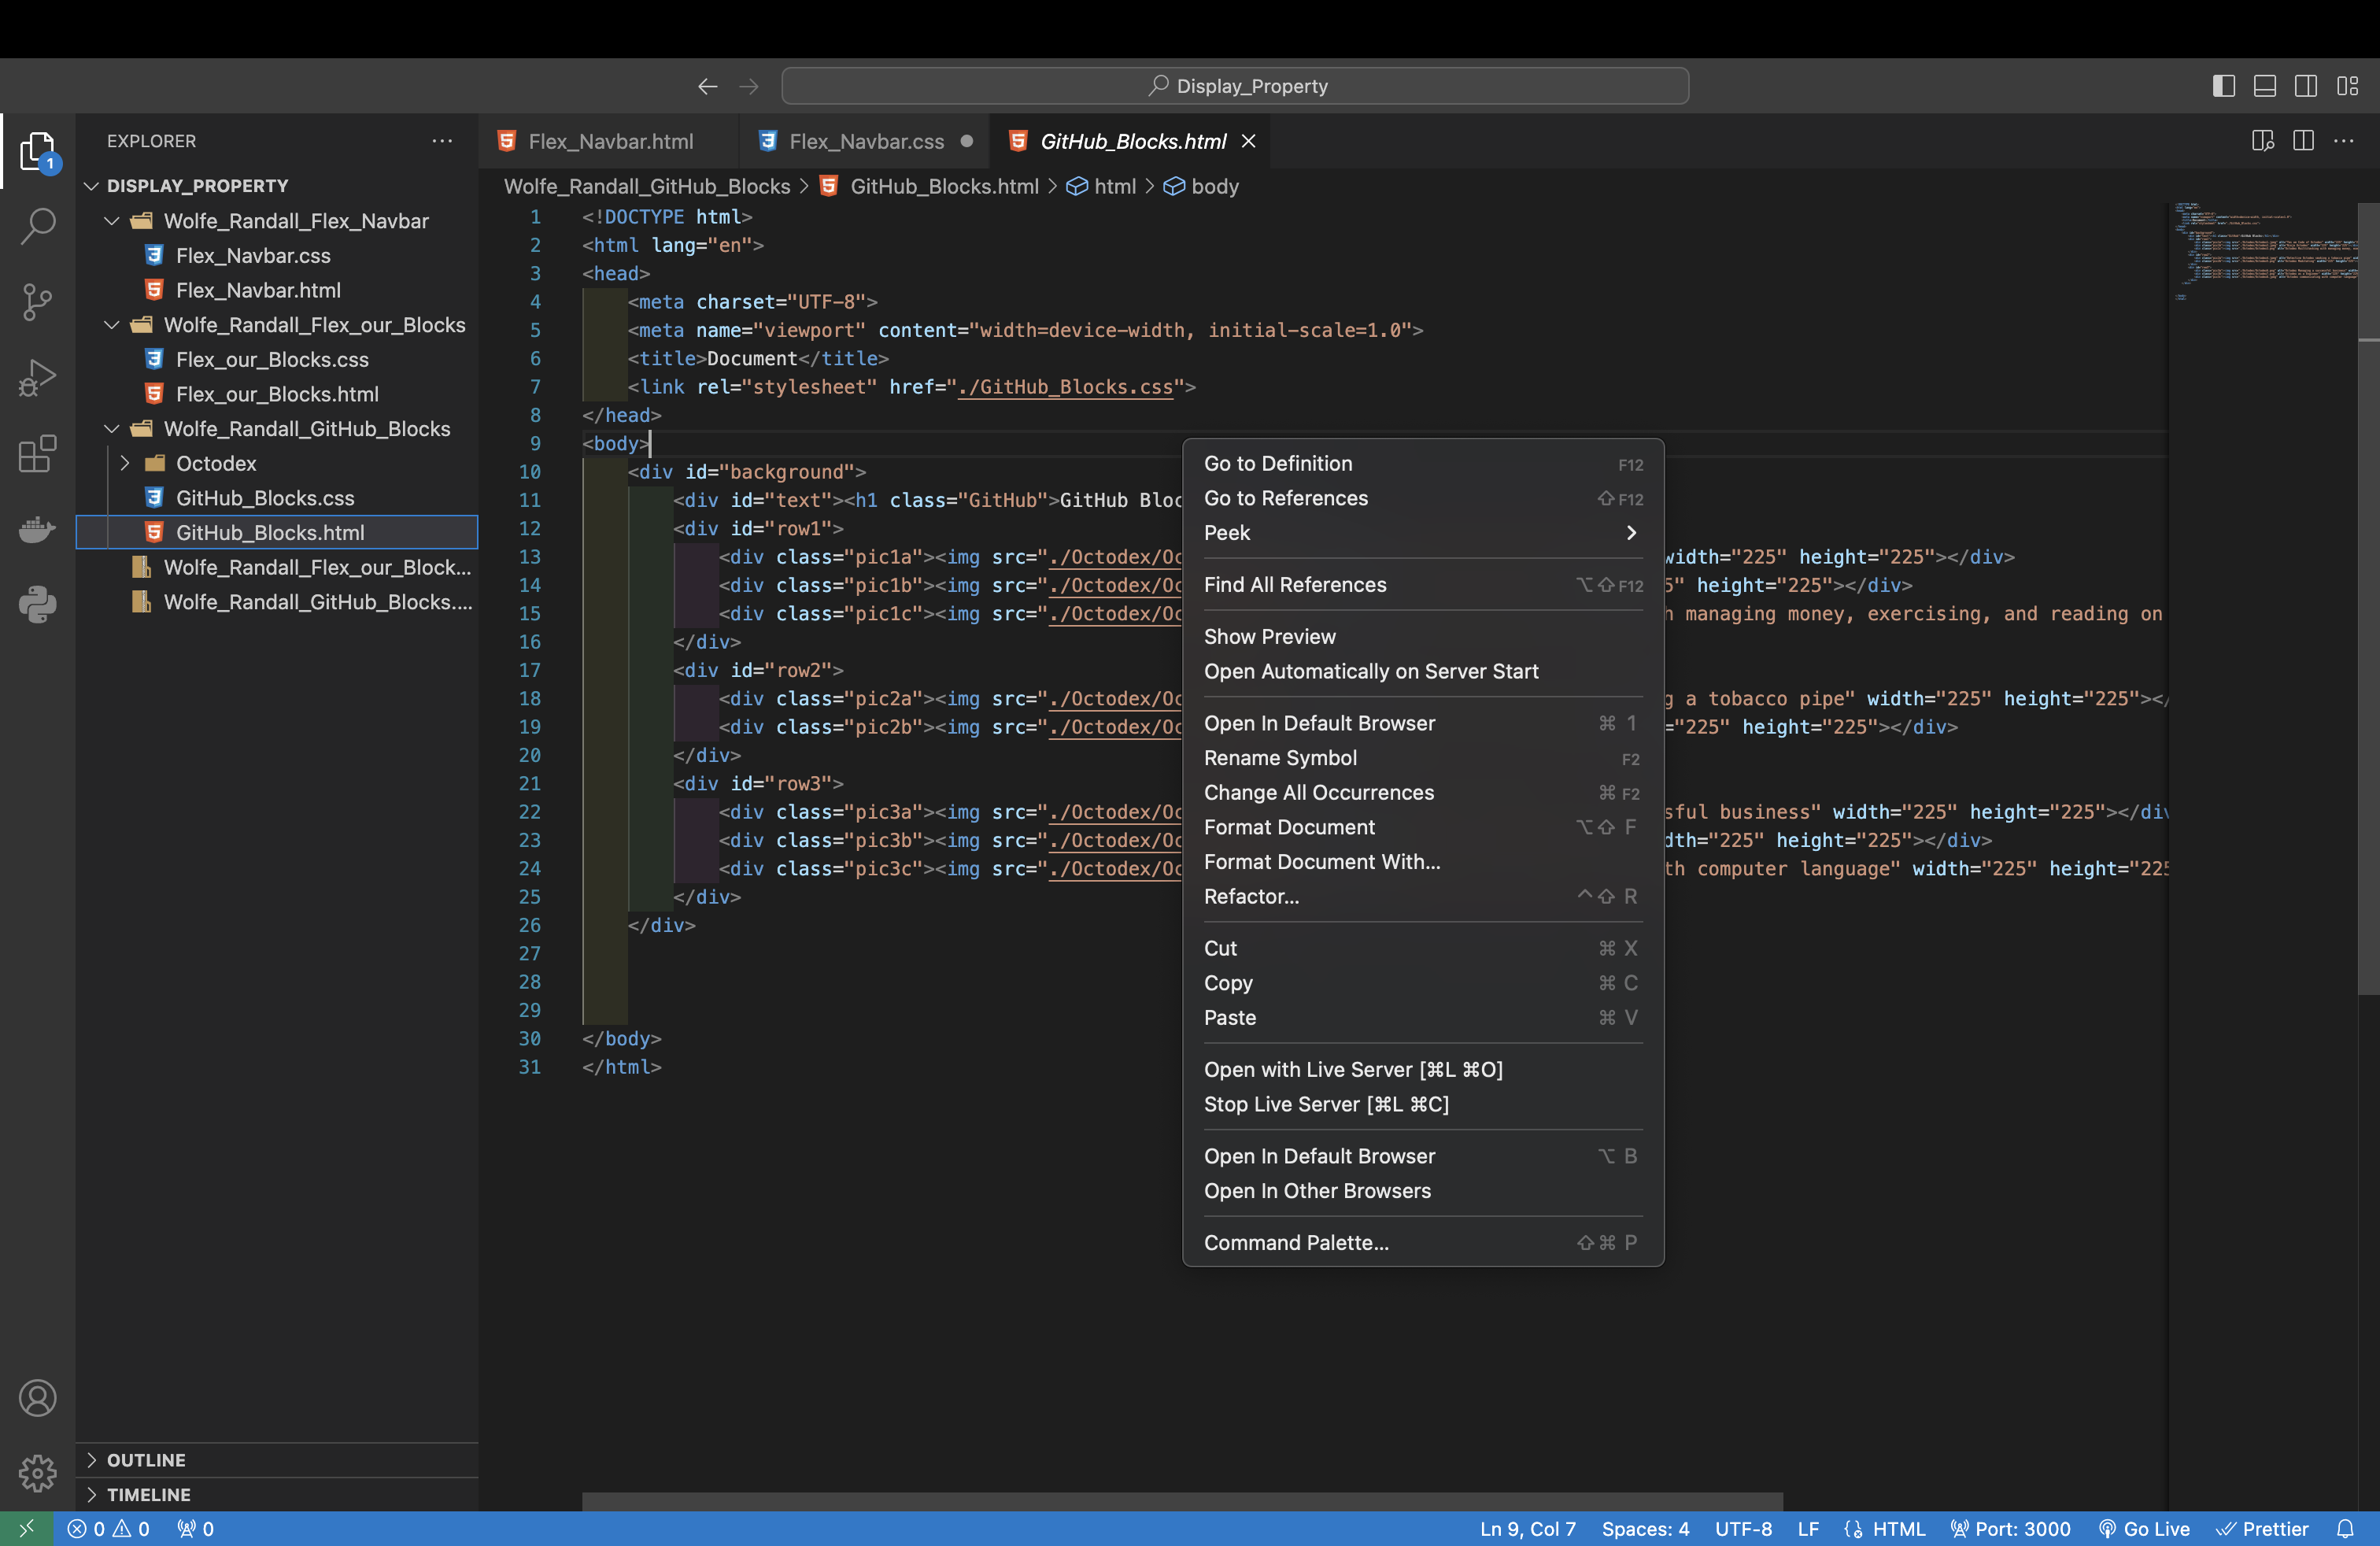 Display_Property
EXPLORER
1
DISPLAY_PROPERTY
Wolfe_Randall_Flex_Navbar
Flex_Navbar.css
Flex_Navbar.html
Wolfe_Randall_Flex_our_Blocks
Flex_our_Blocks.css
Flex_our_Blocks.html
Wolfe_Randall_GitHub_Blocks
Octodex
GitHub_Blocks.css
GitHub_Blocks.html
Wolfe_Randall_Flex_our_Block...
Wolfe_Randall_GitHub_Blocks....
OUTLINE
TIMELINE
Flex_Navbar.html
Flex_Navbar.css
GitHub_Blocks.html
Wolfe_Randall_GitHub_Blocks > GitHub_Blocks.html > html > body
1 <!DOCTYPE html>
2 <html lang="en">
3 <head>
4 <meta charset="UTF-8">
5 <meta name="viewport" content="width=device-width, initial-scale=1.0">
6 <title>Document</title>
7 <link rel="stylesheet" href="./GitHub_Blocks.css">
8 </head>
9 <body>
10 <div id="background">
11 <div id="text"><h1 class="GitHub">GitHub Bloc
12 <div id="row1">
13 <div class="pic1a"><img src="./Octodex/Oc width="225" height="225"></div>
14 <div class="pic1b"><img src="./Octodex/Oc 5" height="225"></div>
15 <div class="pic1c"><img src="./Octodex/Oc h managing money, exercising, and reading on
16 </div>
17 <div id="row2">
18 <div class="pic2a"><img src="./Octodex/Oc g a tobacco pipe" width="225" height="225"></
19 <div class="pic2b"><img src="./Octodex/Oc ="225" height="225"></div>
20 </div>
21 <div id="row3">
22 <div class="pic3a"><img src="./Octodex/Oc sful business" width="225" height="225"></div
23 <div class="pic3b"><img src="./Octodex/Oc dth="225" height="225"></div>
24 <div class="pic3c"><img src="./Octodex/Oc th computer language" width="225" height="225
25 </div>
26 </div>
27
28
29
30 </body>
31 </html>
Go to Definition F12
Go to References ⇧F12
Peek
Find All References ⌥⇧F12
Show Preview
Open Automatically on Server Start
Open In Default Browser ⌘ 1
Rename Symbol F2
Change All Occurrences ⌘F2
Format Document ⌥⇧ F
Format Document With...
Refactor... ^⇧ R
Cut ⌘ X
Copy ⌘ C
Paste ⌘ V
Open with Live Server [⌘L ⌘O]
Stop Live Server [⌘L ⌘C]
Open In Default Browser ⌥ B
Open In Other Browsers
Command Palette... ⇧⌘ P
0 0 0 Ln 9, Col 7 Spaces: 4 UTF-8 LF HTML Port: 3000 Go Live Prettier